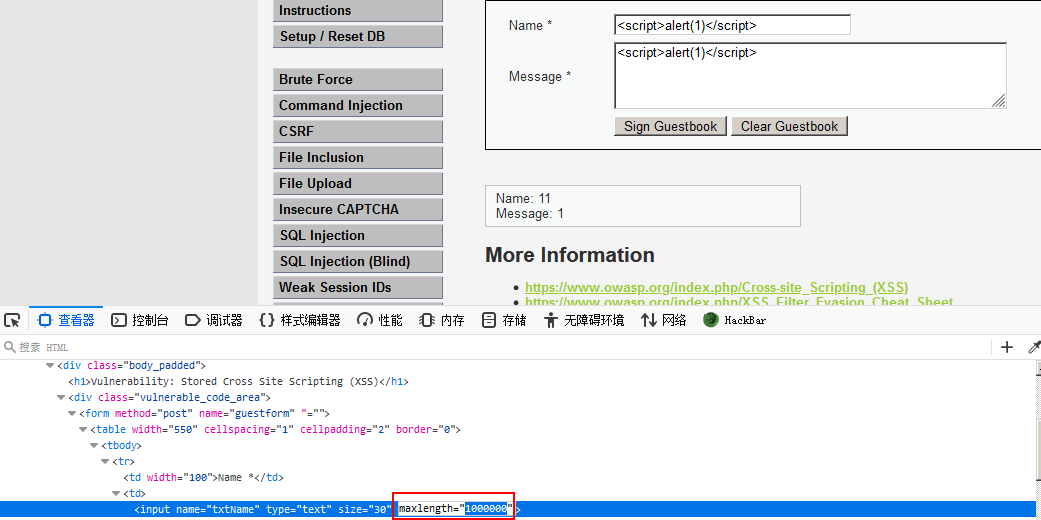 Instructions
Setup / Reset DB
Brute Force
Command Injection
CSRF
File Inclusion
File Upload
Insecure CAPTCHA
SQL Injection
SQL Injection (Blind)
Weak Session IDs
Name * <script>alert(1)</script>
Message * <script>alert(1)</script>
Sign Guestbook Clear Guestbook
Name: 11
Message: 1
More Information
https://www.owasp.org/index.php/Cross-site_Scripting_(XSS)
https://www.owasp.org/index.php/XSS_Filter_Evasion_Cheat_Sheet
查看器 控制台 调试器 样式编辑器 性能 内存 存储 无障碍环境 网络 HackBar
搜索 HTML
<div class="body_padded">
<h1>Vulnerability: Stored Cross Site Scripting (XSS)</h1>
<div class="vulnerable_code_area">
<form method="post" name="guestform" "="">
<table width="550" cellspacing="1" cellpadding="2" border="0">
<tbody>
<tr>
<td width="100">Name *</td>
<td>
<input name="txtName" type="text" size="30" maxlength="1000000">